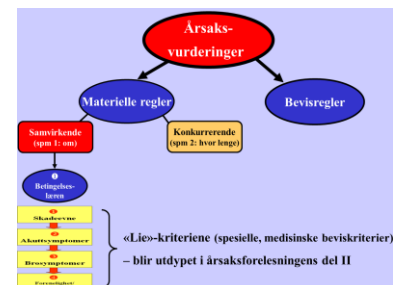 Årsaks-
vurderinger
Materielle regler
Bevisregler
Samvirkende
(spm 1: om)
Konkurrerende
(spm 2: hvor lenge)
Betingelses-
læren
Skadeevne
Akuttsymptomer
Brosymptomer
Forenelighet/
«Lie»-kriteriene (spesielle, medisinske beviskriterier)
– blir utdypet i årsaksforelesningens del II